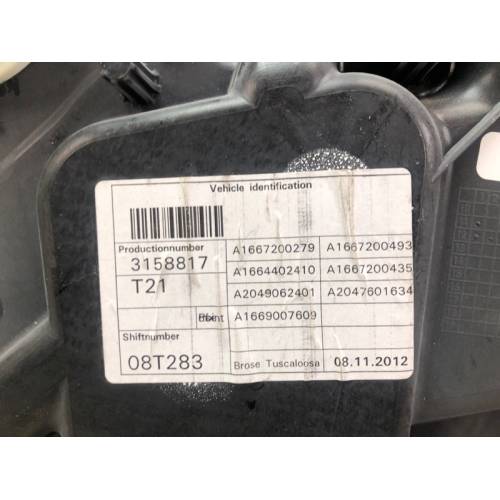 Vehicle identification
Productionnumber
3158817
T21
A1667200279 A1667200493
A1664402410 A1667200435
A2049062401 A2047601634
A1669007609
Shiftnumber
08T283
Brose Tuscaloosa 08.11.2012